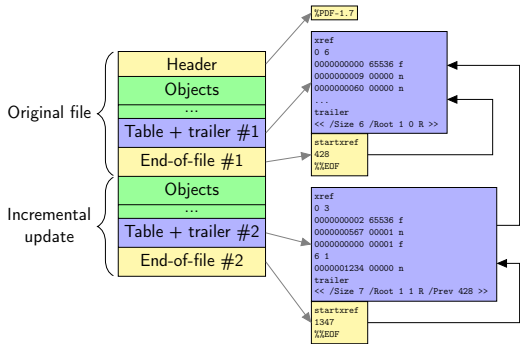 %PDF-1.7
Header
Objects
...
Table + trailer #1
End-of-file #1
Original file
Objects
...
Table + trailer #2
End-of-file #2
Incremental
update
xref
0 6
0000000000 65536 f
0000000009 00000 n
0000000060 00000 n
...
trailer
<< /Size 6 /Root 1 0 R >>
startxref
428
%%EOF
xref
0 3
0000000002 65536 f
0000000567 00001 n
0000000000 00001 f
6 1
0000001234 00000 n
trailer
<< /Size 7 /Root 1 1 R /Prev 428 >>
startxref
1347
%%EOF